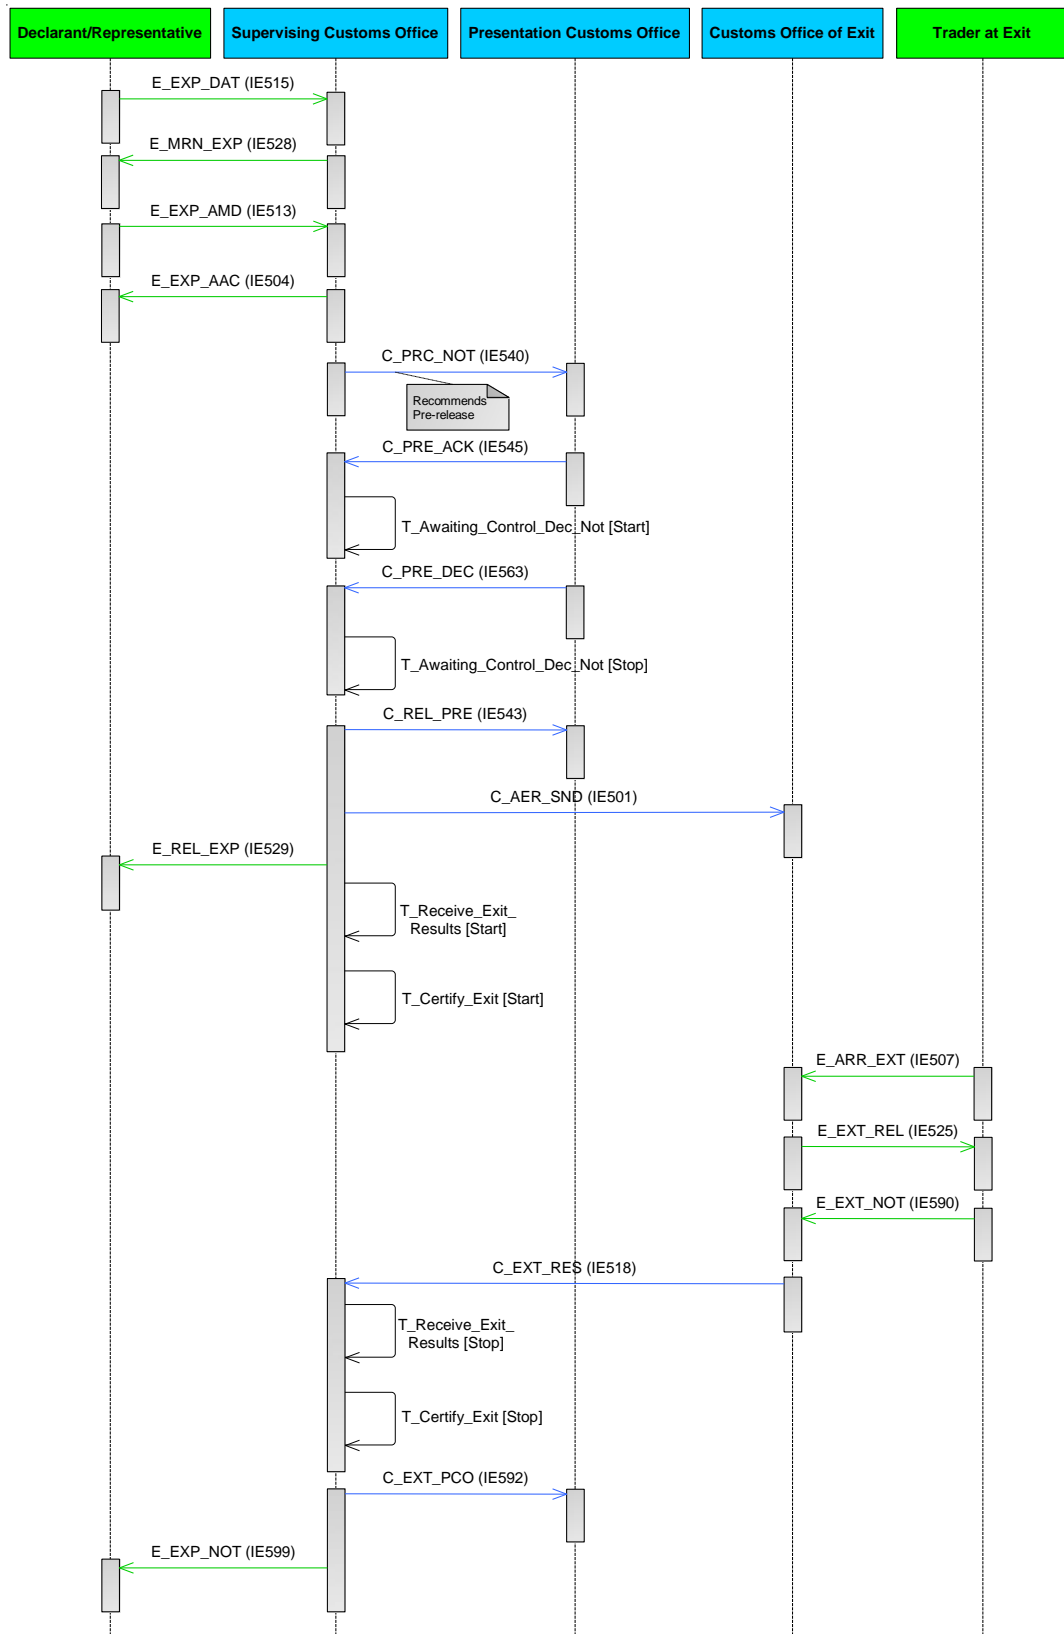 Declarant/Representative
Supervising Customs Office
Presentation Customs Office
Customs Office of Exit
Trader at Exit
E_EXP_DAT (IE515)
E_MRN_EXP (IE528)
E_EXP_AMD (IE513)
E_EXP_AAC (IE504)
C_PRC_NOT (IE540)
Recommends
Pre-release
C_PRE_ACK (IE545)
T_Awaiting_Control_Dec_Not [Start]
C_PRE_DEC (IE563)
T_Awaiting_Control_Dec_Not [Stop]
C_REL_PRE (IE543)
C_AER_SND (IE501)
E_REL_EXP (IE529)
T_Receive_Exit_
Results [Start]
T_Certify_Exit [Start]
E_ARR_EXT (IE507)
E_EXT_REL (IE525)
E_EXT_NOT (IE590)
C_EXT_RES (IE518)
T_Receive_Exit_
Results [Stop]
T_Certify_Exit [Stop]
C_EXT_PCO (IE592)
E_EXP_NOT (IE599)